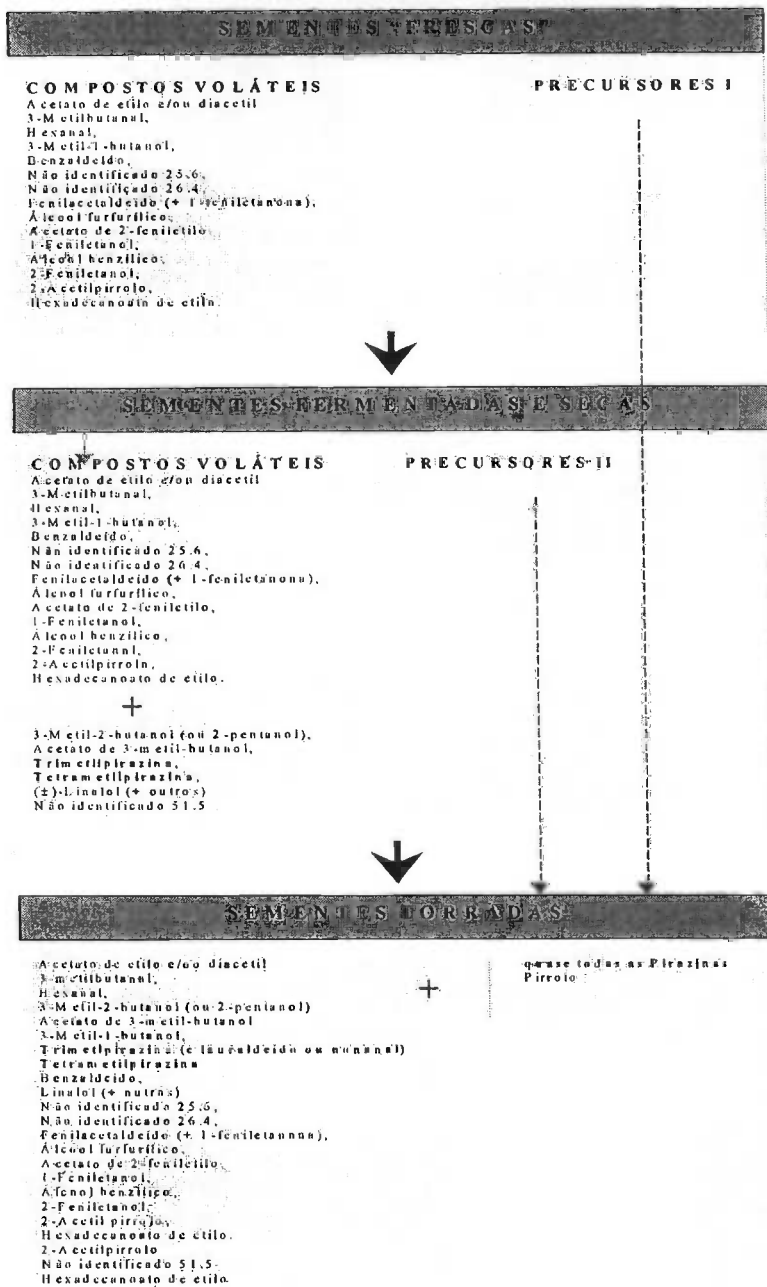 SEMENTES "FRESCAS"
COMPOSTOS VOLÁTEIS
Acetato de etilo e/ou diacetil
3-Metilbutanal,
Hexanal,
3-Metil-1-butanol,
Benzaldeído,
Não identificado 25.6,
Não identificado 26.4,
Fenilacetaldeído (+ 1-feniletanona),
Álcool furfurílico,
Acetato de 2-feniletilo,
1-Feniletanol,
Álcool benzílico,
2-Feniletanol,
2-Acetilpirrolo,
Hexadecanoato de etilo.
PRECURSORES I
SEMENTES FERMENTADAS E SECAS
COMPOSTOS VOLÁTEIS
Acetato de etilo e/ou diacetil
3-Metilbutanal,
Hexanal,
3-Metil-1-butanol,
Benzaldeído,
Não identificado 25.6,
Não identificado 26.4,
Fenilacetaldeído (+ 1-feniletanona),
Álcool furfurílico,
Acetato de 2-feniletilo,
1-Feniletanol,
Álcool benzílico,
2-Feniletanol,
2-Acetilpirrolo,
Hexadecanoato de etilo.
+
3-Metil-2-butanol (ou 2-pentanol),
Acetato de 3-metil-butanol,
Trimetilpirazina,
Tetrametilpirazina,
(±)-Linalol (+ outros)
Não identificado 51.5
PRECURSORES II
SEMENTES TORRADAS
Acetato de etilo e/ou diacetil
3-metilbutanal,
Hexanal,
3-Metil-2-butanol (ou 2-pentanol)
Acetato de 3-metil-butanol
3-Metil-1-butanol,
Trimetilpirazina (e lauraldeído ou nonanal)
Tetrametilpirazina
Benzaldeído,
Linalol (+ outros)
Não identificado 25.6,
Não identificado 26.4,
Fenilacetaldeído (+ 1-feniletanona),
Álcool furfurílico,
Acetato de 2-feniletilo,
1-Feniletanol,
Álcool benzílico,
2-Feniletanol,
2-Acetil pirrolo,
Hexadecanoato de etilo.
2-Acetilpirrolo
Não identificado 51.5
Hexadecanoato de etilo
+
quase todas as Pirazinas
Pirrolo